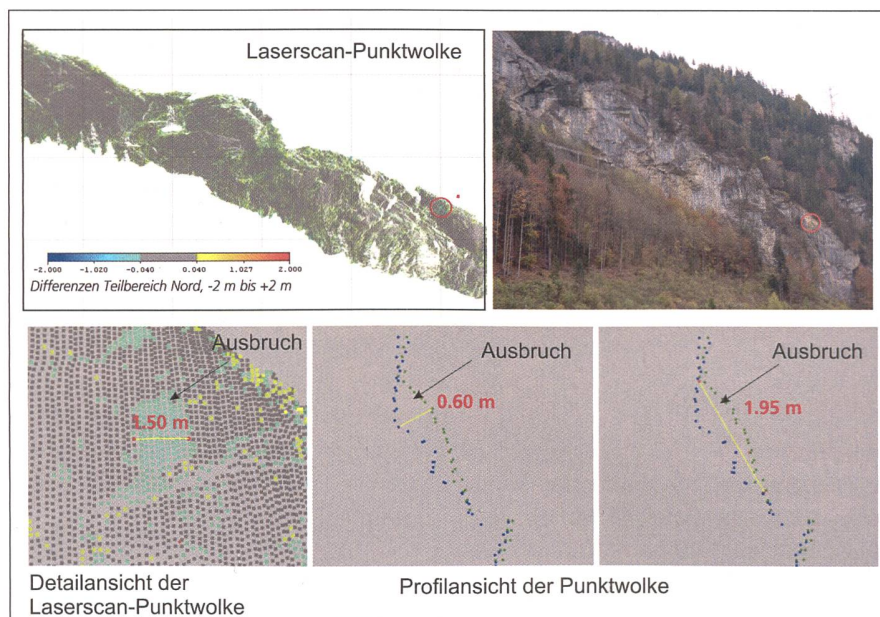 Laserscan-Punktwolke
-2.000 -1.020 -0.040 0.040 1.027 2.000
Differenzen Teilbereich Nord, -2 m bis +2 m
Ausbruch
1.50 m
Ausbruch
0.60 m
Ausbruch
1.95 m
Detailansicht der
Laserscan-Punktwolke
Profilansicht der Punktwolke